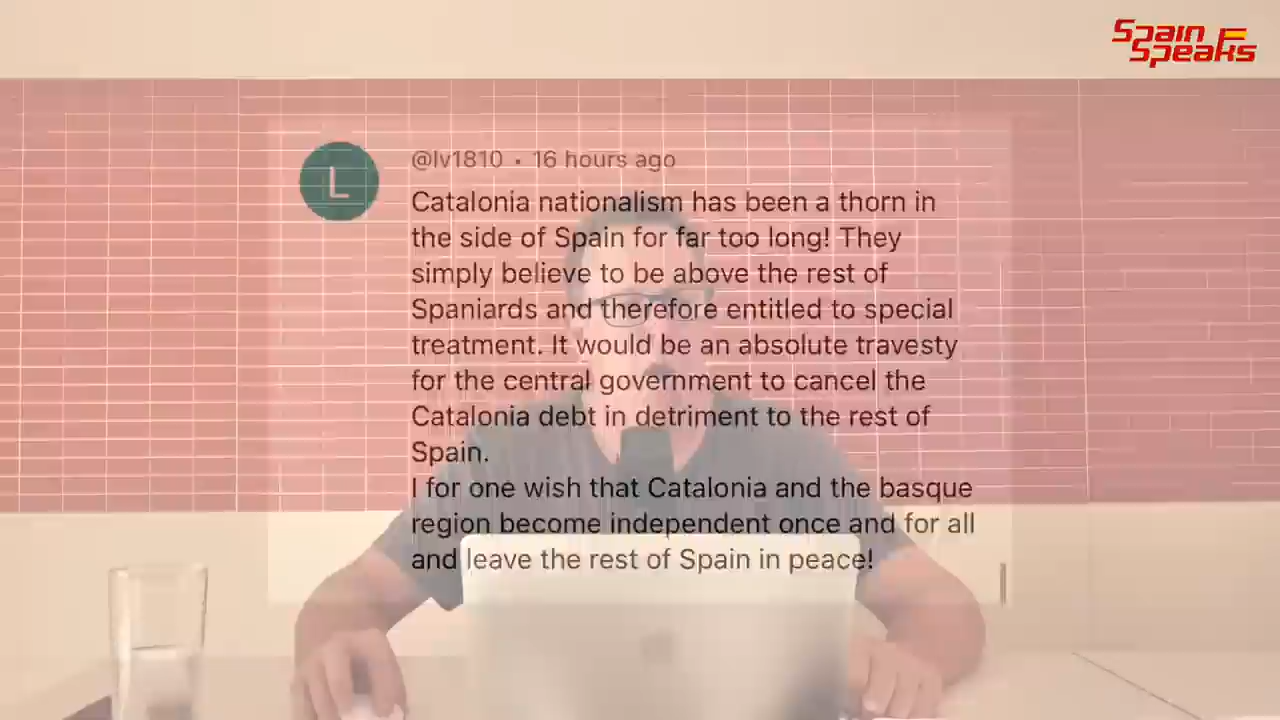 Spain
Speaks
@lv1810 • 16 hours ago
L
Catalonia nationalism has been a thorn in
the side of Spain for far too long! They
simply believe to be above the rest of
Spaniards and therefore entitled to special
treatment. It would be an absolute travesty
for the central government to cancel the
Catalonia debt in detriment to the rest of
Spain.
I for one wish that Catalonia and the basque
region become independent once and for all
and leave the rest of Spain in peace!